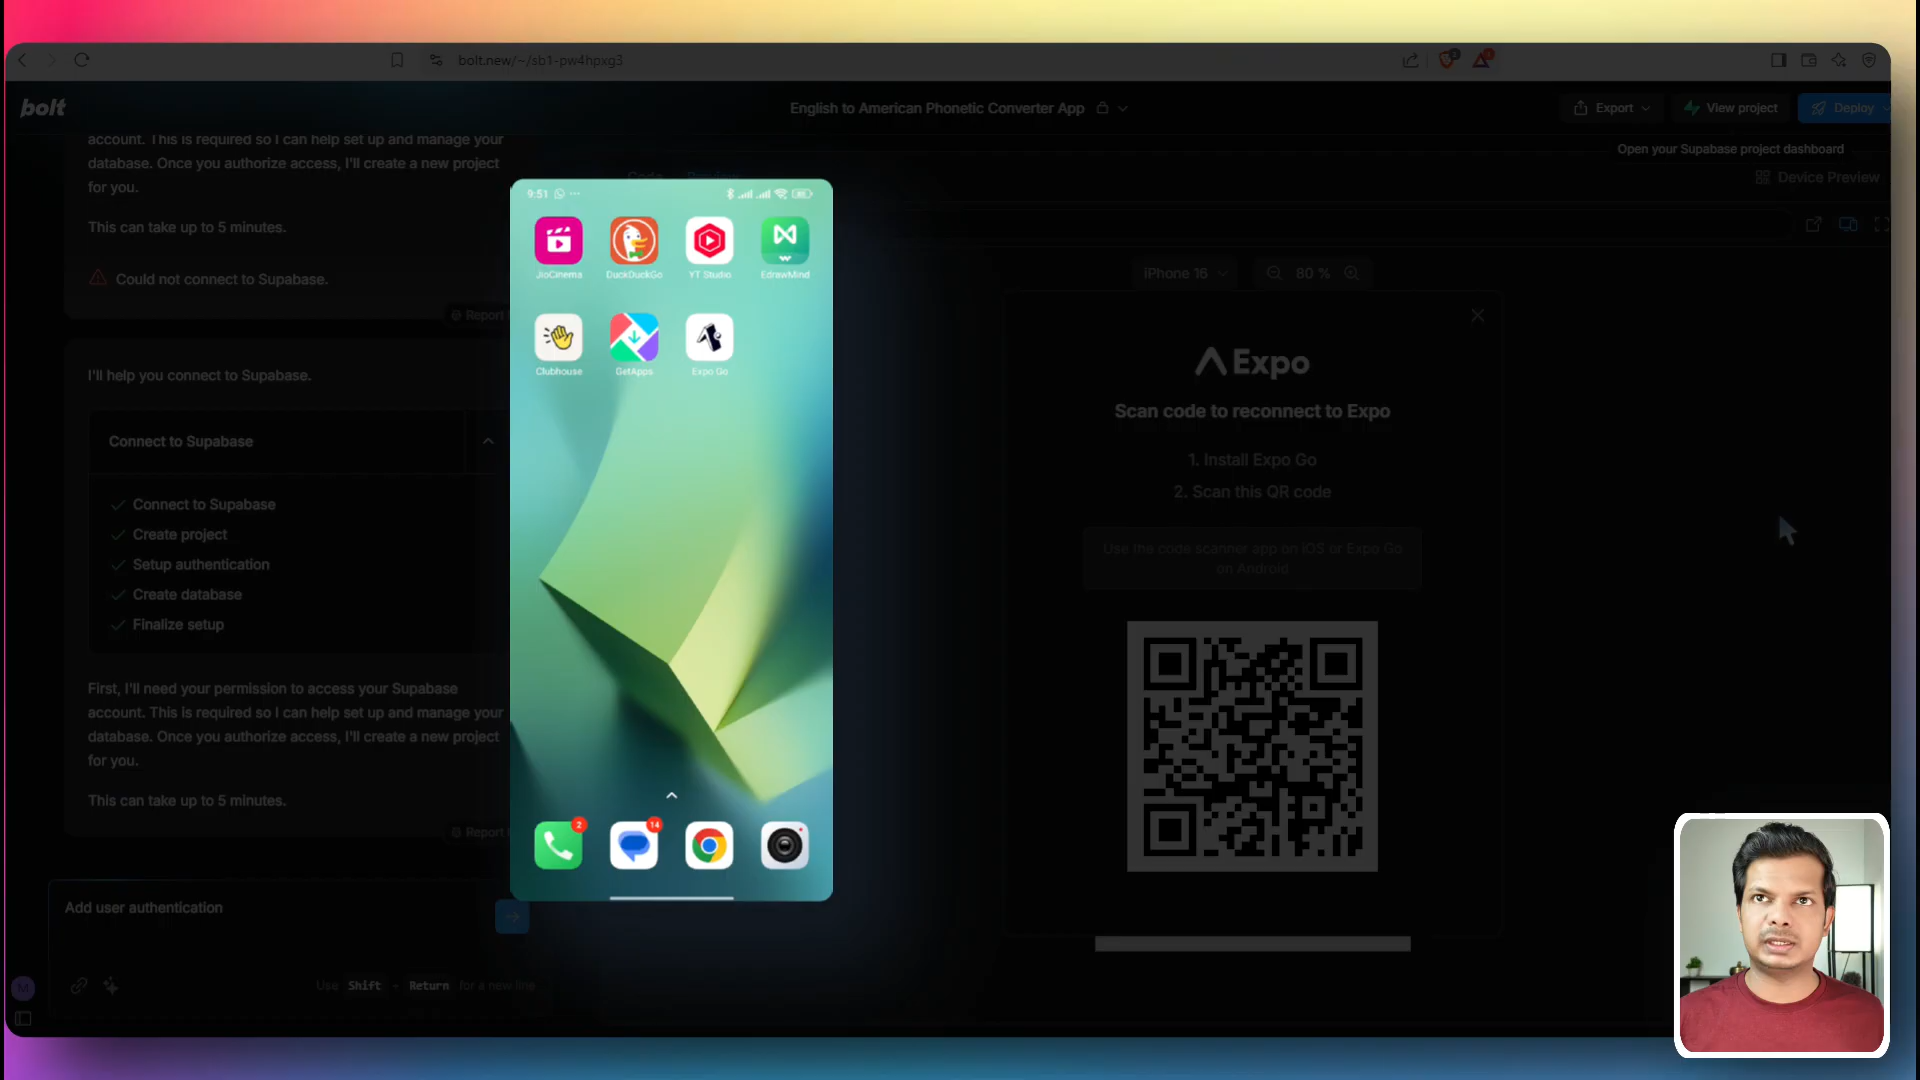 bolt.new/~/sb1-pw4hpxg3
bolt
English to American Phonetic Converter App
Export
View project
Deploy
Open your Supabase project dashboard
account. This is required so I can help set up and manage your
database. Once you authorize access, I'll create a new project
for you.
This can take up to 5 minutes.
Could not connect to Supabase.
Report
I'll help you connect to Supabase.
Connect to Supabase
Connect to Supabase
Create project
Setup authentication
Create database
Finalize setup
First, I'll need your permission to access your Supabase
account. This is required so I can help set up and manage your
database. Once you authorize access, I'll create a new project
for you.
This can take up to 5 minutes.
Report
Add user authentication
Use Shift + Return for a new line
M
Code Preview
Device Preview
9:51
JioCinema DuckDuckGo YT Studio EdrawMind
Clubhouse GetApps Expo Go
2 14
iPhone 16
80 %
Expo
Scan code to reconnect to Expo
1. Install Expo Go
2. Scan this QR code
Use the code scanner app on iOS or Expo Go
on Android